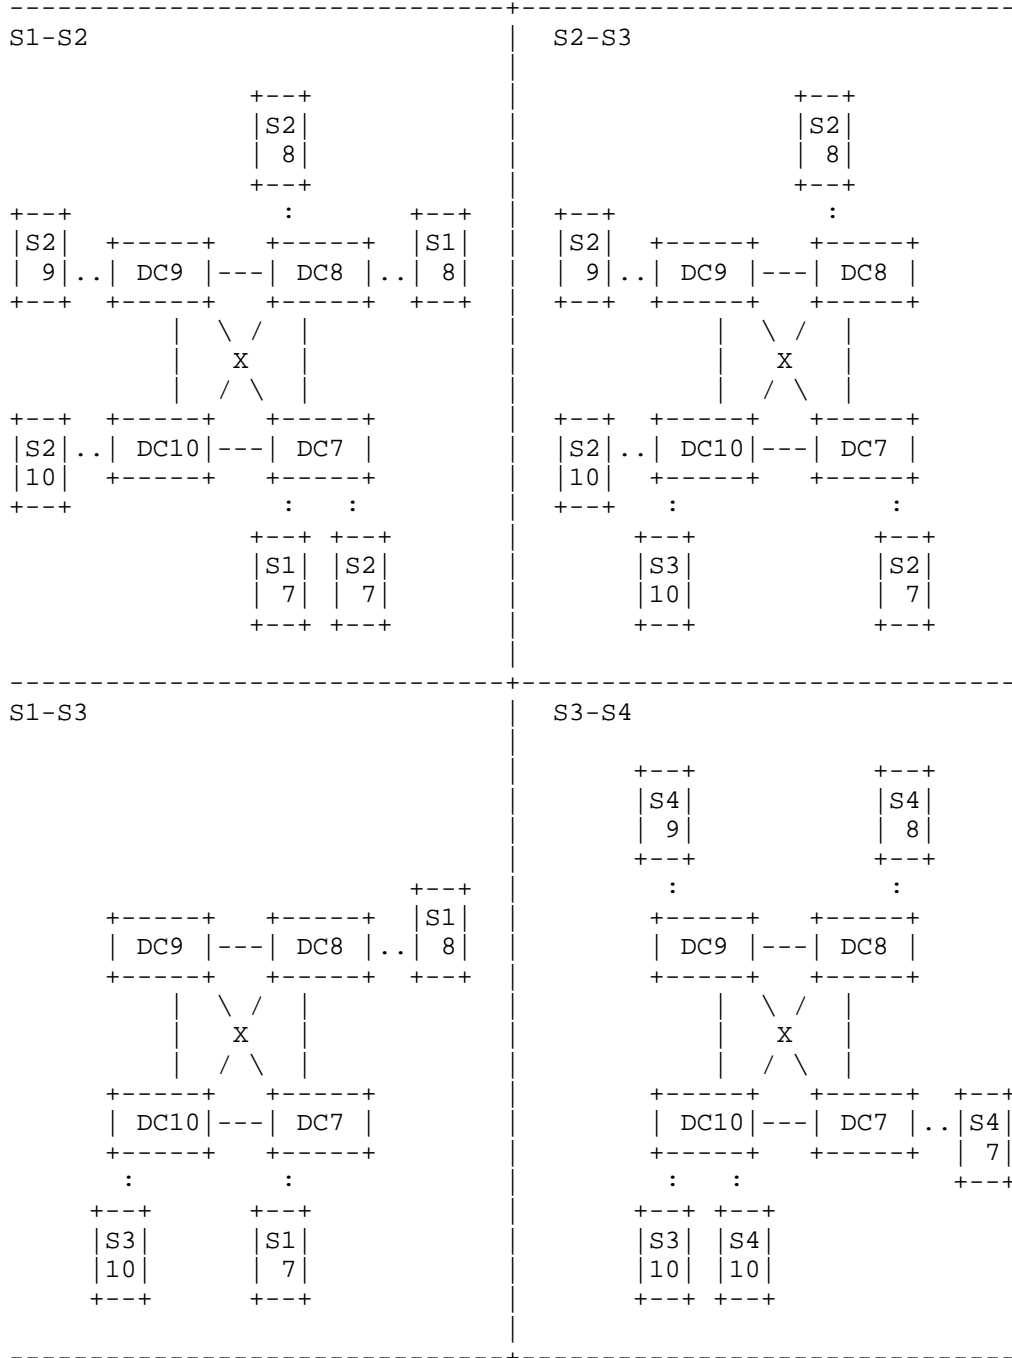 -------------------------------+-------------------------------
S1-S2                          |  S2-S3
                               |
               +--+            |                 +--+
               |S2|            |                 |S2|
               | 8|            |                 | 8|
               +--+            |                 +--+
+--+             :       +--+  |  +--+             :
|S2|  +-----+   +-----+  |S1|  |  |S2|  +-----+   +-----+
| 9|..| DC9 |---| DC8 |..| 8|  |  | 9|..| DC9 |---| DC8 |
+--+  +-----+   +-----+  +--+  |  +--+  +-----+   +-----+
          |  \ /  |            |            |  \ /  |
          |   X   |            |            |   X   |
          |  / \  |            |            |  / \  |
+--+  +-----+   +-----+        |  +--+  +-----+   +-----+
|S2|..| DC10|---| DC7 |        |  |S2|..| DC10|---| DC7 |
|10|  +-----+   +-----+        |  |10|  +-----+   +-----+
+--+             :   :         |  +--+   :             :
               +--+ +--+       |       +--+           +--+
               |S1| |S2|       |       |S3|           |S2|
               | 7| | 7|       |       |10|           | 7|
               +--+ +--+       |       +--+           +--+
                               |
-------------------------------+-------------------------------
S1-S3                          |  S3-S4
                               |
                               |       +--+           +--+
                               |       |S4|           |S4|
                               |       | 9|           | 8|
                               |       +--+           +--+
                         +--+  |         :             :
      +-----+   +-----+  |S1|  |        +-----+   +-----+
      | DC9 |---| DC8 |..| 8|  |        | DC9 |---| DC8 |
      +-----+   +-----+  +--+  |        +-----+   +-----+
          |  \ /  |            |            |  \ /  |
          |   X   |            |            |   X   |
          |  / \  |            |            |  / \  |
      +-----+   +-----+        |        +-----+   +-----+  +--+
      | DC10|---| DC7 |        |        | DC10|---| DC7 |..|S4|
      +-----+   +-----+        |        +-----+   +-----+  | 7|
       :         :             |         :   :             +--+
     +--+      +--+            |       +--+ +--+
     |S3|      |S1|            |       |S3| |S4|
     |10|      | 7|            |       |10| |10|
     +--+      +--+            |       +--+ +--+
                               |
-------------------------------+-------------------------------